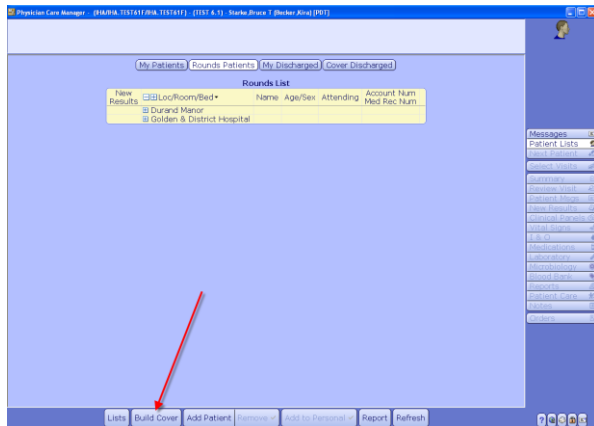 Physician Care Manager - (IHA/IHA.TEST61F/IHA.TEST61F) - (TEST 6.1) - Starke,Bruce T (Becker,Kira) [PDT]
My Patients Rounds Patients My Discharged Cover Discharged
Rounds List
New Results Loc/Room/Bed Name Age/Sex Attending Account Num Med Rec Num
Durand Manor
Golden & District Hospital
Messages
Patient Lists
Next Patient
Select Visits
Summary
Review Visit
Patient Msgs
New Results
Clinical Panels
Vital Signs
I & O
Medications
Laboratory
Microbiology
Blood Bank
Reports
Patient Care
Notes
Orders
Lists Build Cover Add Patient Remove Add to Personal Report Refresh